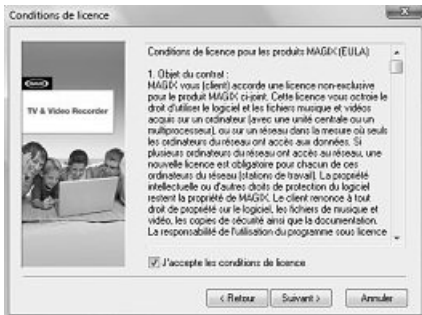 Conditions de licence
MAGIX
TV & Video Recorder
Conditions de licence pour les produits MAGIX (EULA)
1. Objet du contrat :
MAGIX vous (client) accorde une licence non-exclusive
pour le produit MAGIX ci-joint. Cette licence vous octroie le
droit d'utiliser le logiciel et les fichiers musique et vidéos
acquis sur un ordinateur (avec une unité centrale ou un
multiprocesseur), ou sur un réseau dans la mesure où seuls
les ordinateurs du réseau ont accès aux données. Si
plusieurs ordinateurs du réseau ont accès au réseau, une
nouvelle licence est obligatoire pour chacun de ces
ordinateurs du réseau (stations de travail). La propriété
intellectuelle ou d'autres droits de protection du logiciel
restent la propriété de MAGIX. Le client renonce à tout
droit de propriété sur le logiciel, les fichiers de musique et
vidéo, les copies de sécurité ainsi que la documentation.
La responsabilité de l'utilisation du programme sous licence
J'accepte les conditions de licence
< Retour
Suivant >
Annuler